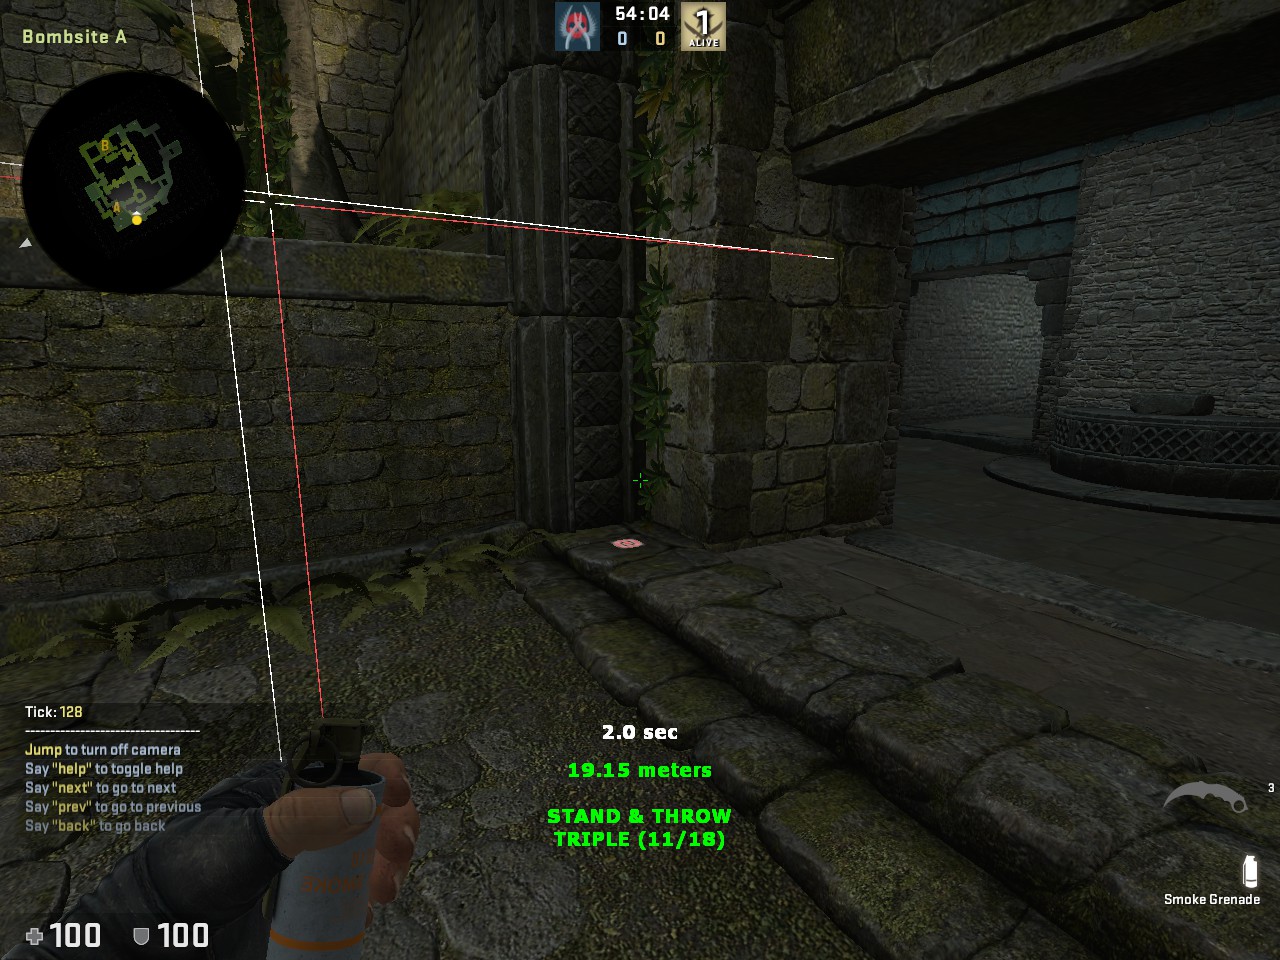 54:04
Bombsite A
0
0
1
ALIVE
B
A
Tick: 128
Jump to turn off camera
Say "help" to toggle help
Say "next" to go to next
Say "prev" to go to previous
Say "back" to go back
2.0 sec
19.15 meters
STAND & THROW
TRIPLE (11/18)
3
Smoke Grenade
100
100